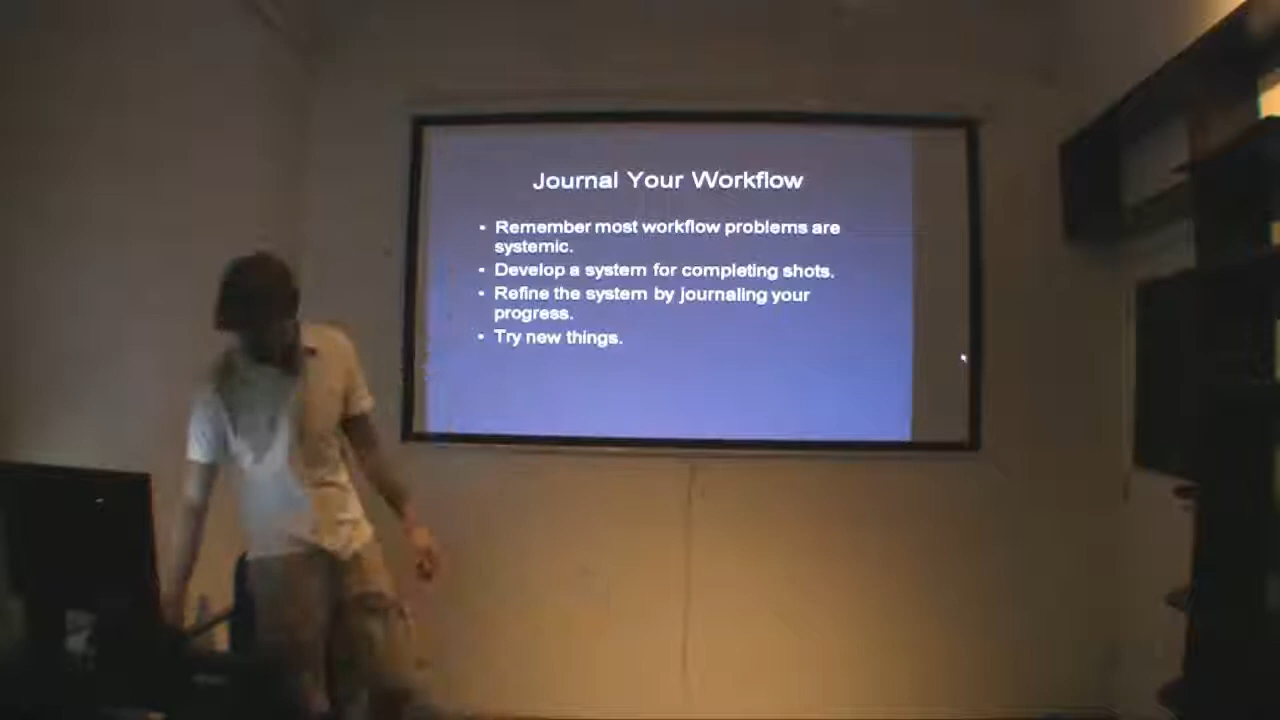 Journal Your Workflow
• Remember most workflow problems are
systemic.
• Develop a system for completing shots.
• Refine the system by journaling your
progress.
• Try new things.